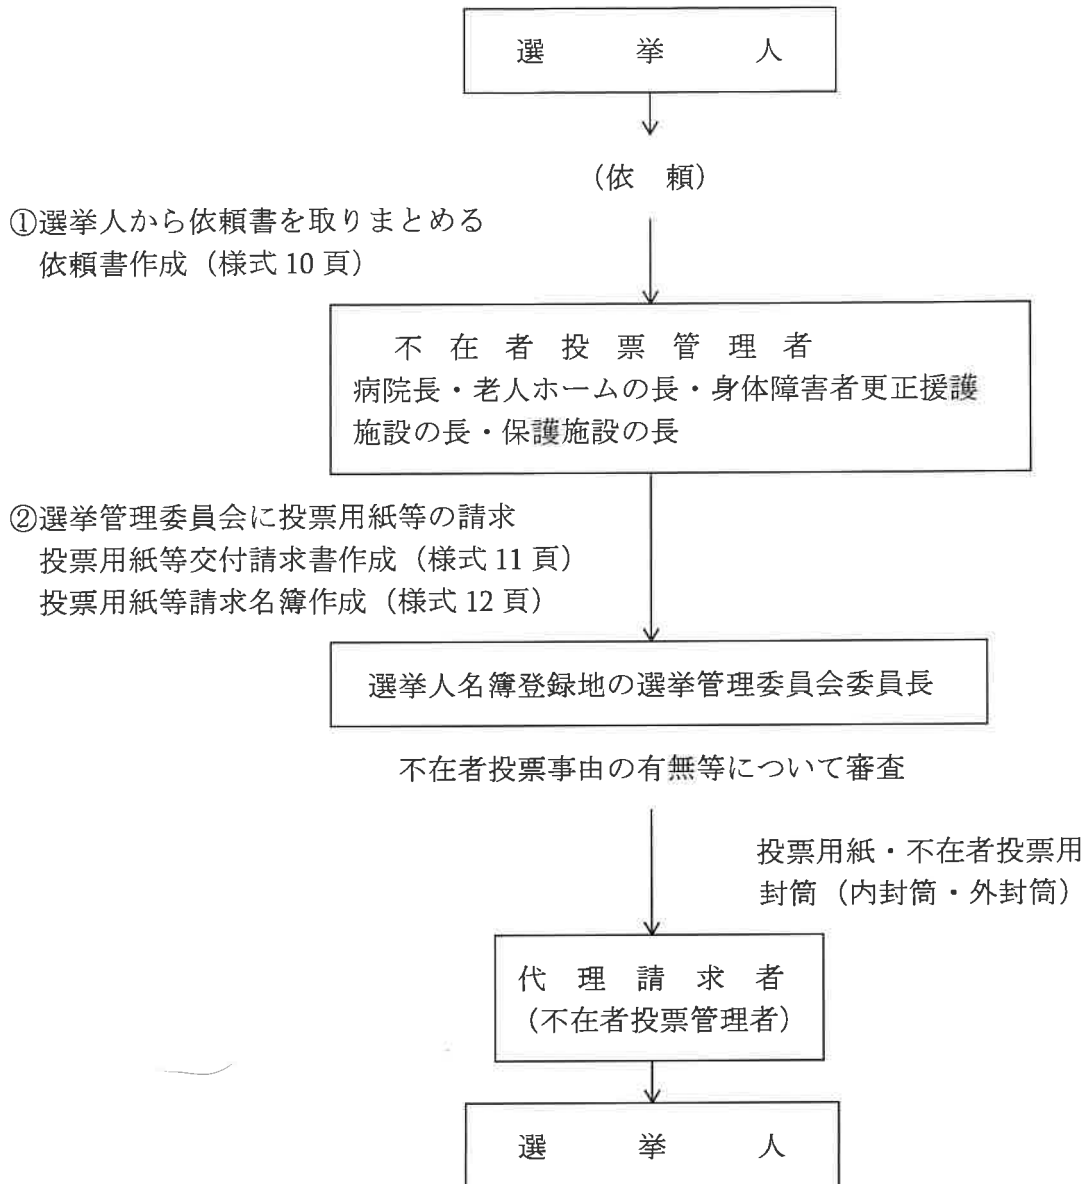 選　挙　人
（依　頼）
①選挙人から依頼書を取りまとめる
依頼書作成（様式 10 頁）
不 在 者 投 票 管 理 者
病院長・老人ホームの長・身体障害者更正援護
施設の長・保護施設の長
②選挙管理委員会に投票用紙等の請求
投票用紙等交付請求書作成（様式 11 頁）
投票用紙等請求名簿作成（様式 12 頁）
選挙人名簿登録地の選挙管理委員会委員長
不在者投票事由の有無等について審査
投票用紙・不在者投票用
封筒（内封筒・外封筒）
代 理 請 求 者
（不在者投票管理者）
選　挙　人